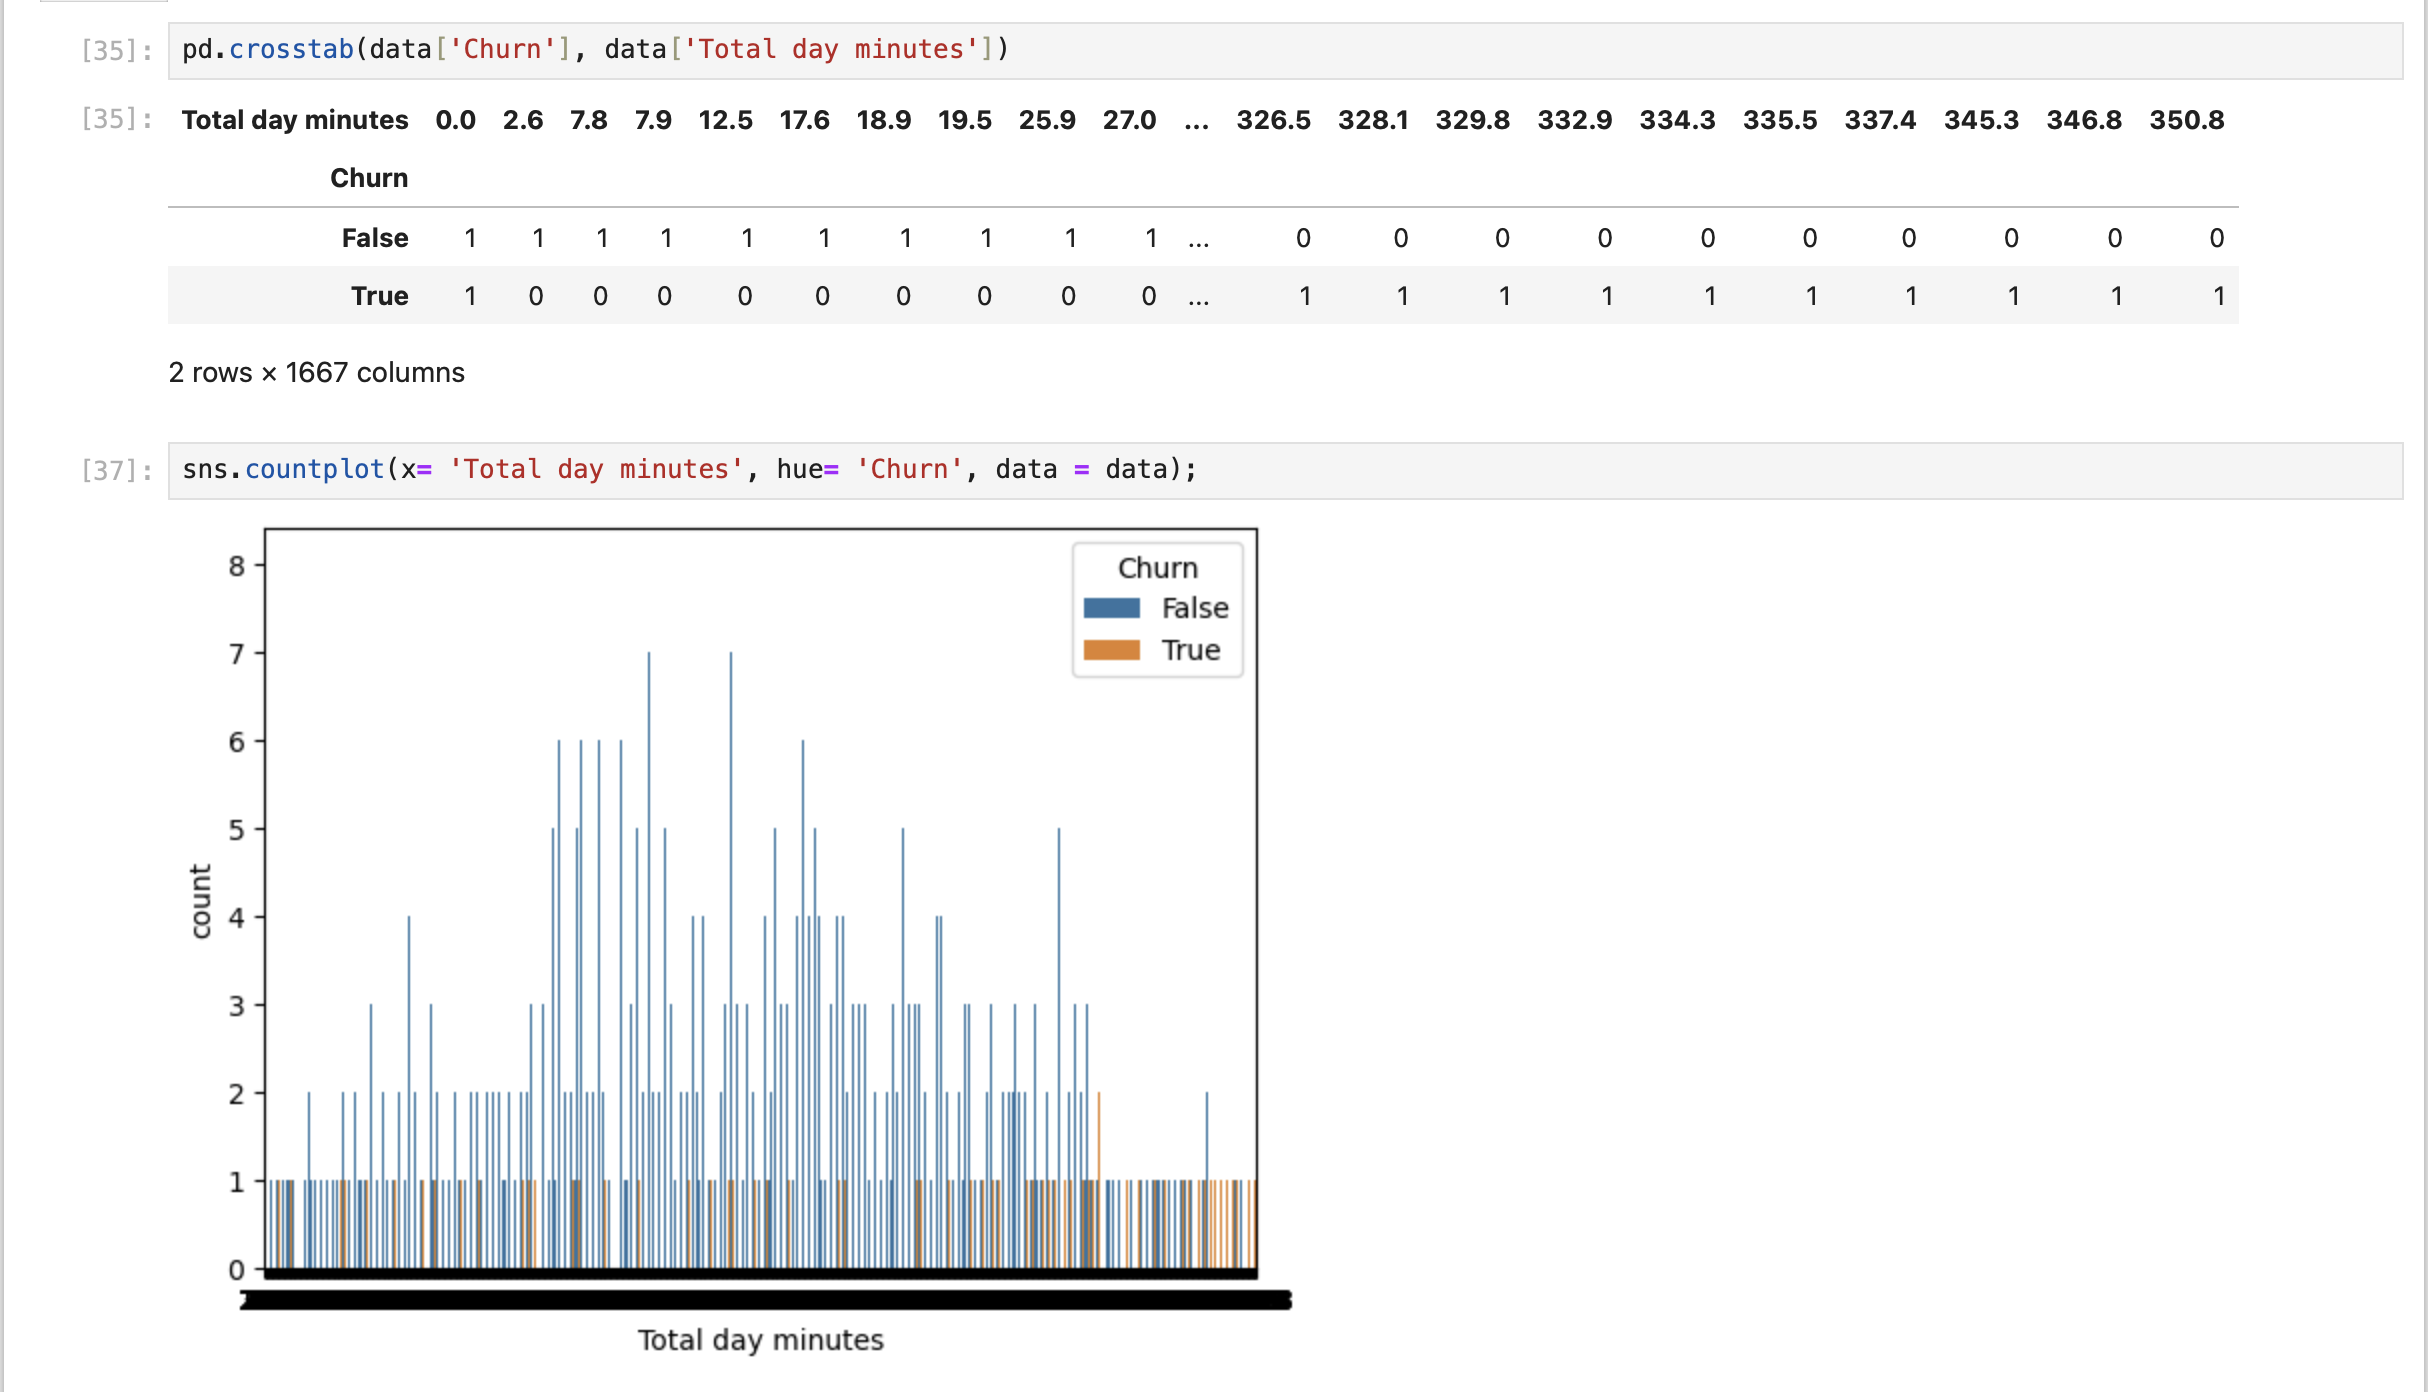 [35]: pd.crosstab(data['Churn'], data['Total day minutes'])
[35]: Total day minutes 0.0 2.6 7.8 7.9 12.5 17.6 18.9 19.5 25.9 27.0 ... 326.5 328.1 329.8 332.9 334.3 335.5 337.4 345.3 346.8 350.8
Churn
False 1 1 1 1 1 1 1 1 1 1 ... 0 0 0 0 0 0 0 0 0 0
True 1 0 0 0 0 0 0 0 0 0 ... 1 1 1 1 1 1 1 1 1 1
2 rows × 1667 columns
[37]: sns.countplot(x= 'Total day minutes', hue= 'Churn', data = data);
Churn
False
True
8
7
6
5
4
3
2
1
0
count
Total day minutes